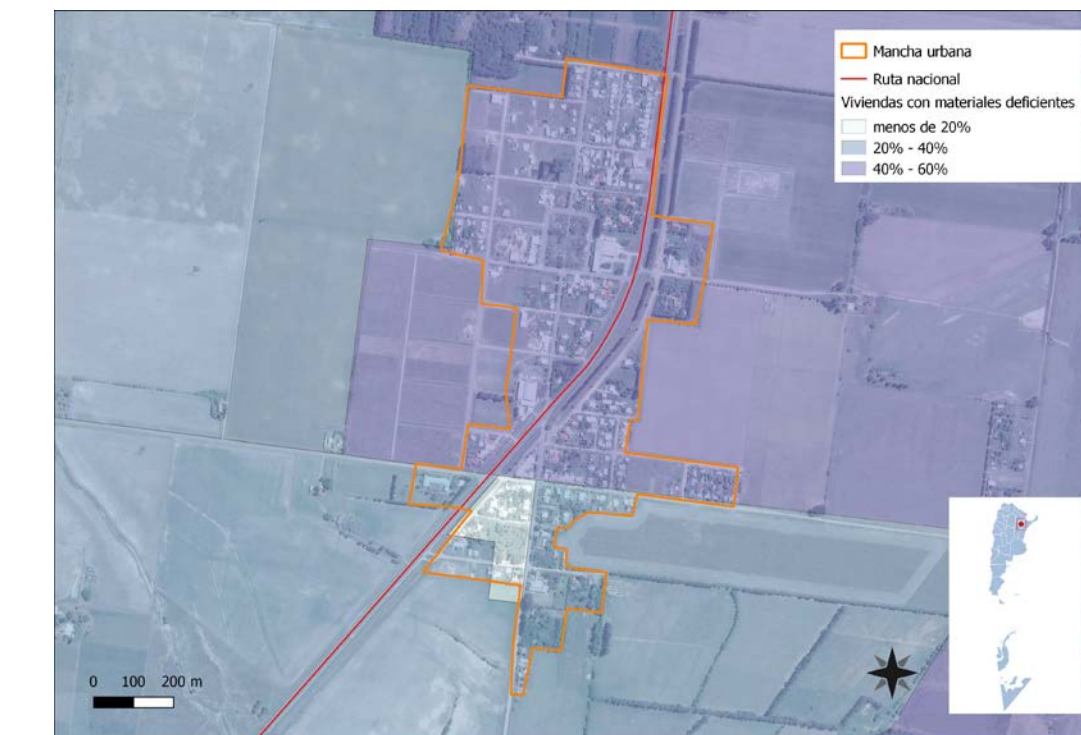 Mancha urbana
Ruta nacional
Viviendas con materiales deficientes
menos de 20%
20% - 40%
40% - 60%
0 100 200 m